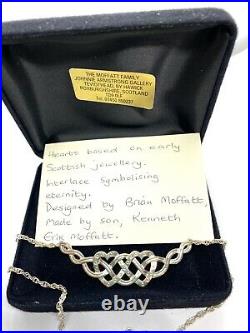 THE MOFFATT FAMILY
JOHNNIE ARMSTRONG GALLERY
TEVIOTHEAD BY HAWICK
ROXBURGHSHIRE, SCOTLAND
TD9 0LF
Tel. 01450 850237
Hearts based on early
Scottish jewellery.
Interlace symbolising
eternity.
Designed by Brian Moffatt,
Made by son, Kenneth
Eric Moffatt.